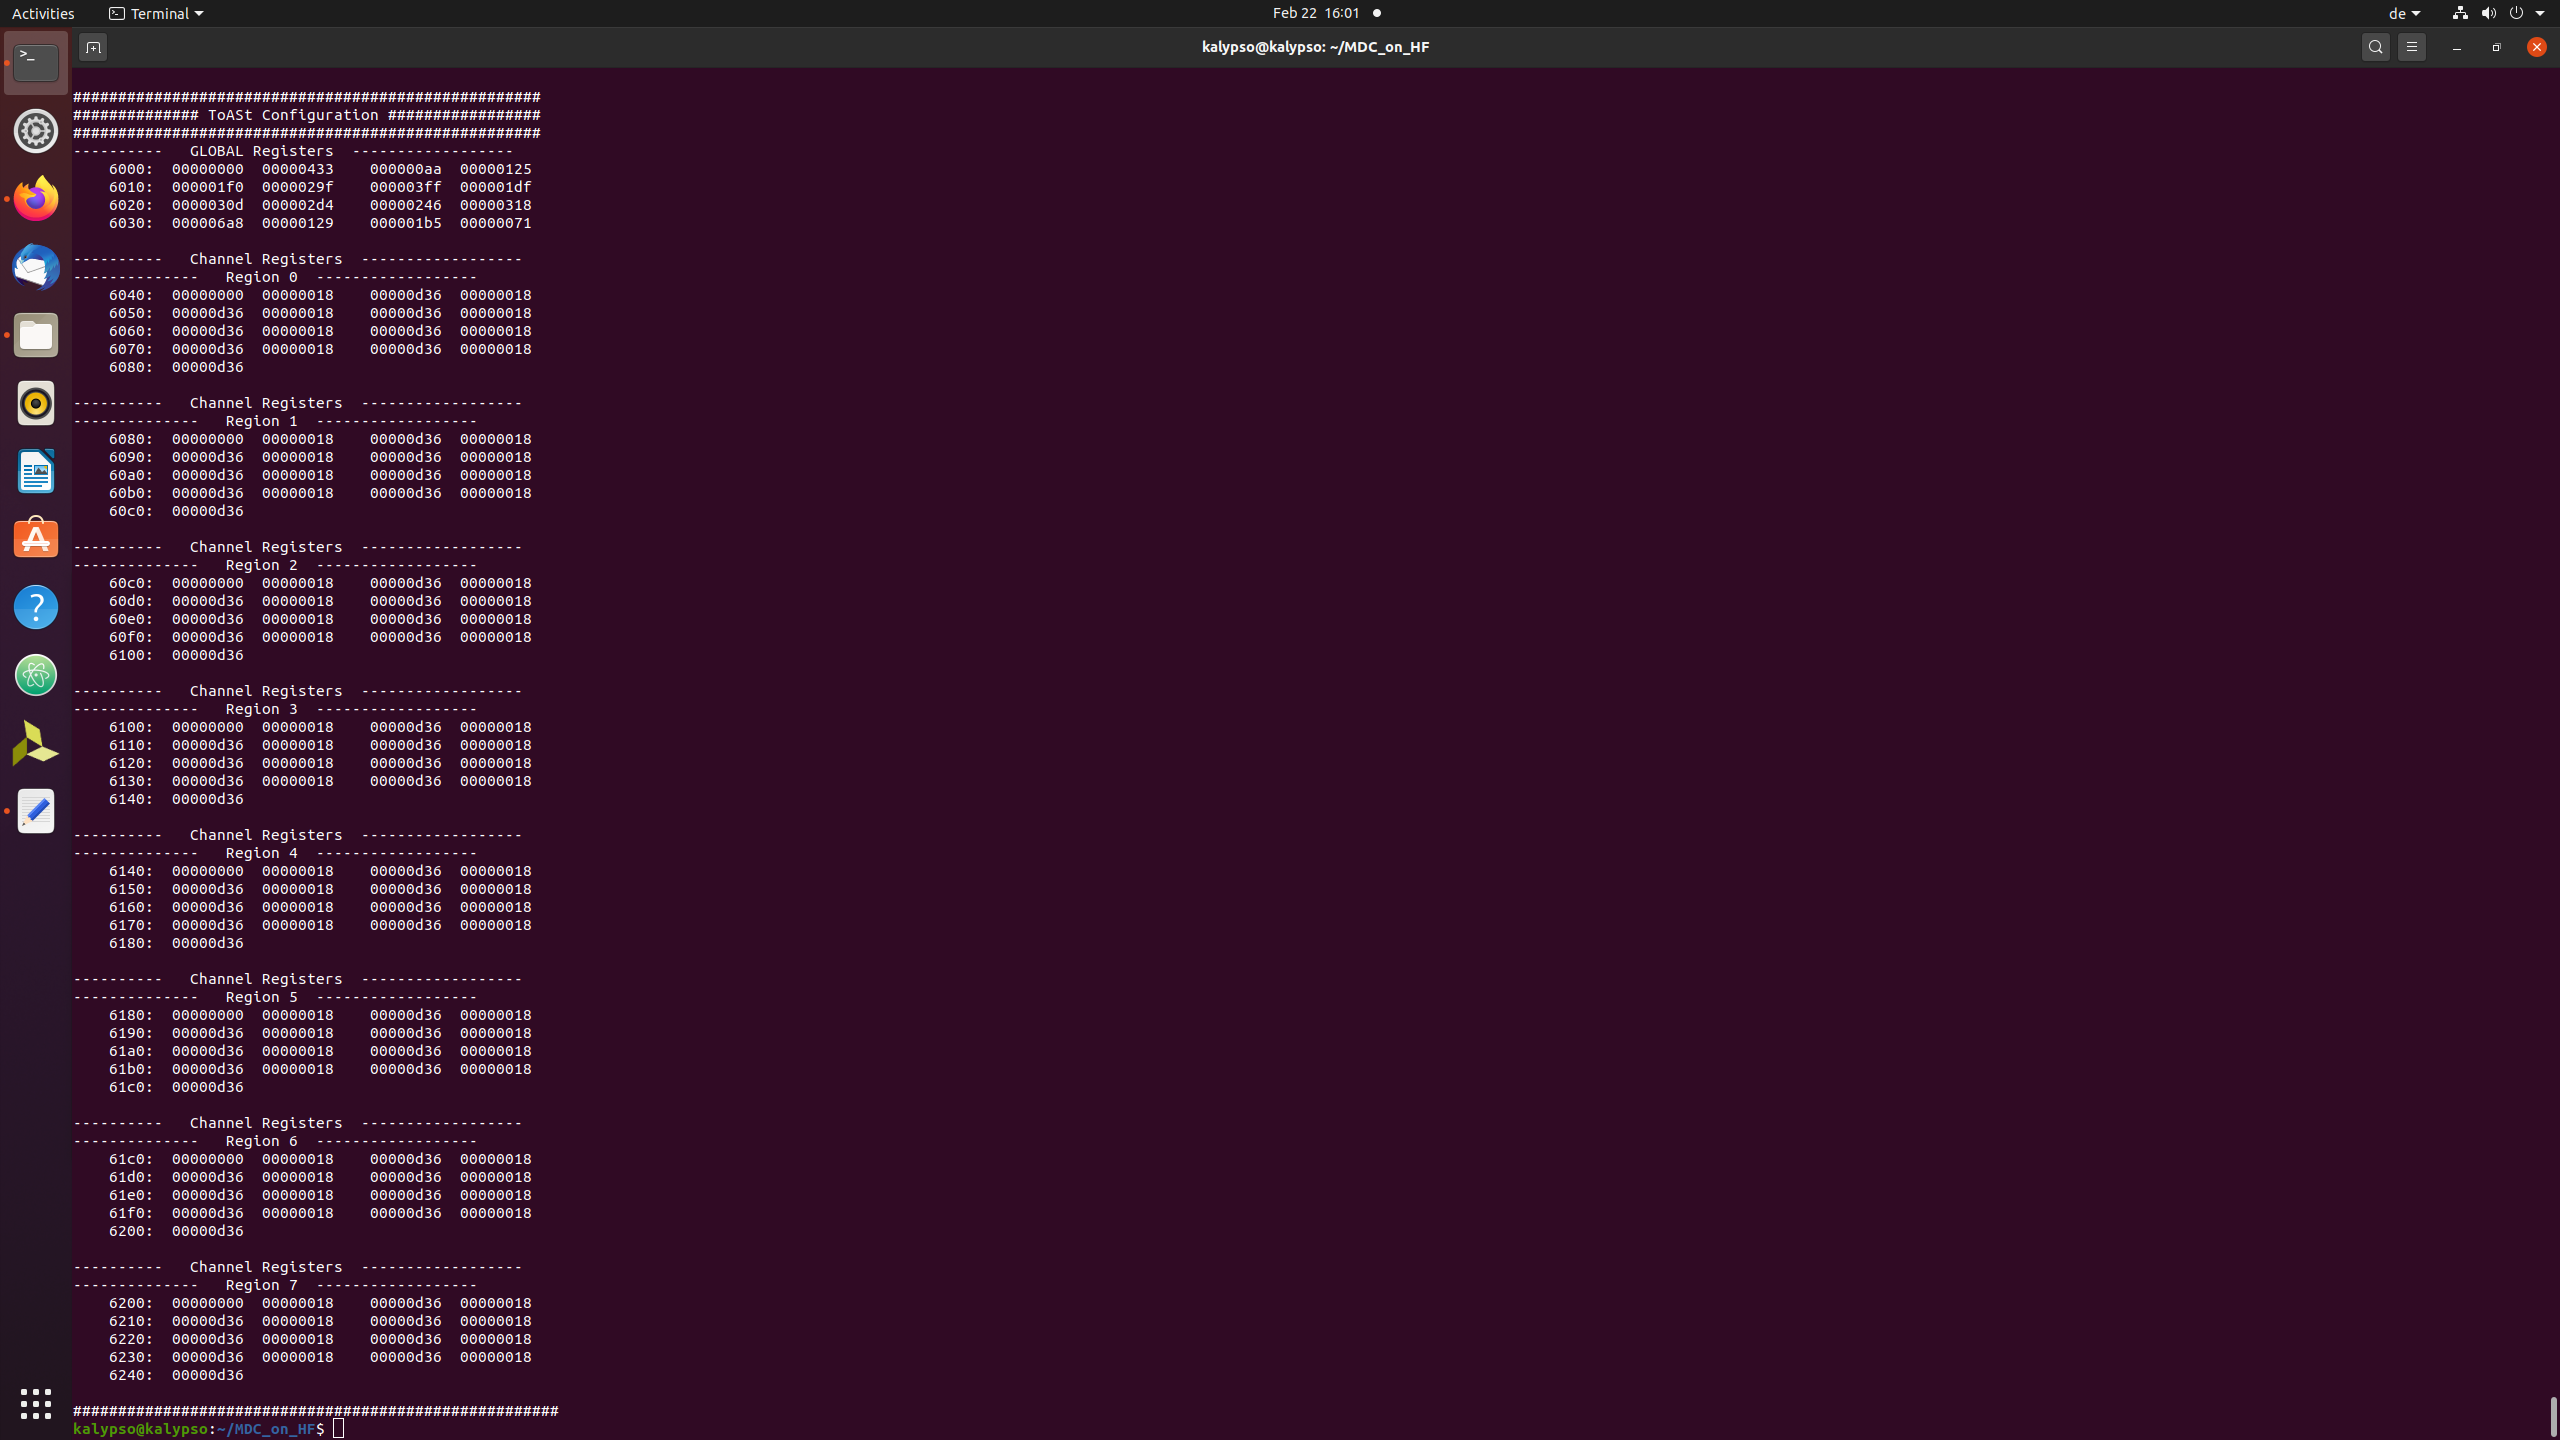 Activities Terminal Feb 22 16:01 de
kalypso@kalypso: ~/MDC_on_HF
####################################################
############## ToASt Configuration #################
####################################################
---------- GLOBAL Registers ------------------
6000: 00000000 00000433 000000aa 00000125
6010: 000001f0 0000029f 000003ff 000001df
6020: 0000030d 000002d4 00000246 00000318
6030: 000006a8 00000129 000001b5 00000071
---------- Channel Registers ------------------
-------------- Region 0 ------------------
6040: 00000000 00000018 00000d36 00000018
6050: 00000d36 00000018 00000d36 00000018
6060: 00000d36 00000018 00000d36 00000018
6070: 00000d36 00000018 00000d36 00000018
6080: 00000d36
---------- Channel Registers ------------------
-------------- Region 1 ------------------
6080: 00000000 00000018 00000d36 00000018
6090: 00000d36 00000018 00000d36 00000018
60a0: 00000d36 00000018 00000d36 00000018
60b0: 00000d36 00000018 00000d36 00000018
60c0: 00000d36
---------- Channel Registers ------------------
-------------- Region 2 ------------------
60c0: 00000000 00000018 00000d36 00000018
60d0: 00000d36 00000018 00000d36 00000018
60e0: 00000d36 00000018 00000d36 00000018
60f0: 00000d36 00000018 00000d36 00000018
6100: 00000d36
---------- Channel Registers ------------------
-------------- Region 3 ------------------
6100: 00000000 00000018 00000d36 00000018
6110: 00000d36 00000018 00000d36 00000018
6120: 00000d36 00000018 00000d36 00000018
6130: 00000d36 00000018 00000d36 00000018
6140: 00000d36
---------- Channel Registers ------------------
-------------- Region 4 ------------------
6140: 00000000 00000018 00000d36 00000018
6150: 00000d36 00000018 00000d36 00000018
6160: 00000d36 00000018 00000d36 00000018
6170: 00000d36 00000018 00000d36 00000018
6180: 00000d36
---------- Channel Registers ------------------
-------------- Region 5 ------------------
6180: 00000000 00000018 00000d36 00000018
6190: 00000d36 00000018 00000d36 00000018
61a0: 00000d36 00000018 00000d36 00000018
61b0: 00000d36 00000018 00000d36 00000018
61c0: 00000d36
---------- Channel Registers ------------------
-------------- Region 6 ------------------
61c0: 00000000 00000018 00000d36 00000018
61d0: 00000d36 00000018 00000d36 00000018
61e0: 00000d36 00000018 00000d36 00000018
61f0: 00000d36 00000018 00000d36 00000018
6200: 00000d36
---------- Channel Registers ------------------
-------------- Region 7 ------------------
6200: 00000000 00000018 00000d36 00000018
6210: 00000d36 00000018 00000d36 00000018
6220: 00000d36 00000018 00000d36 00000018
6230: 00000d36 00000018 00000d36 00000018
6240: 00000d36
######################################################
kalypso@kalypso:~/MDC_on_HF$